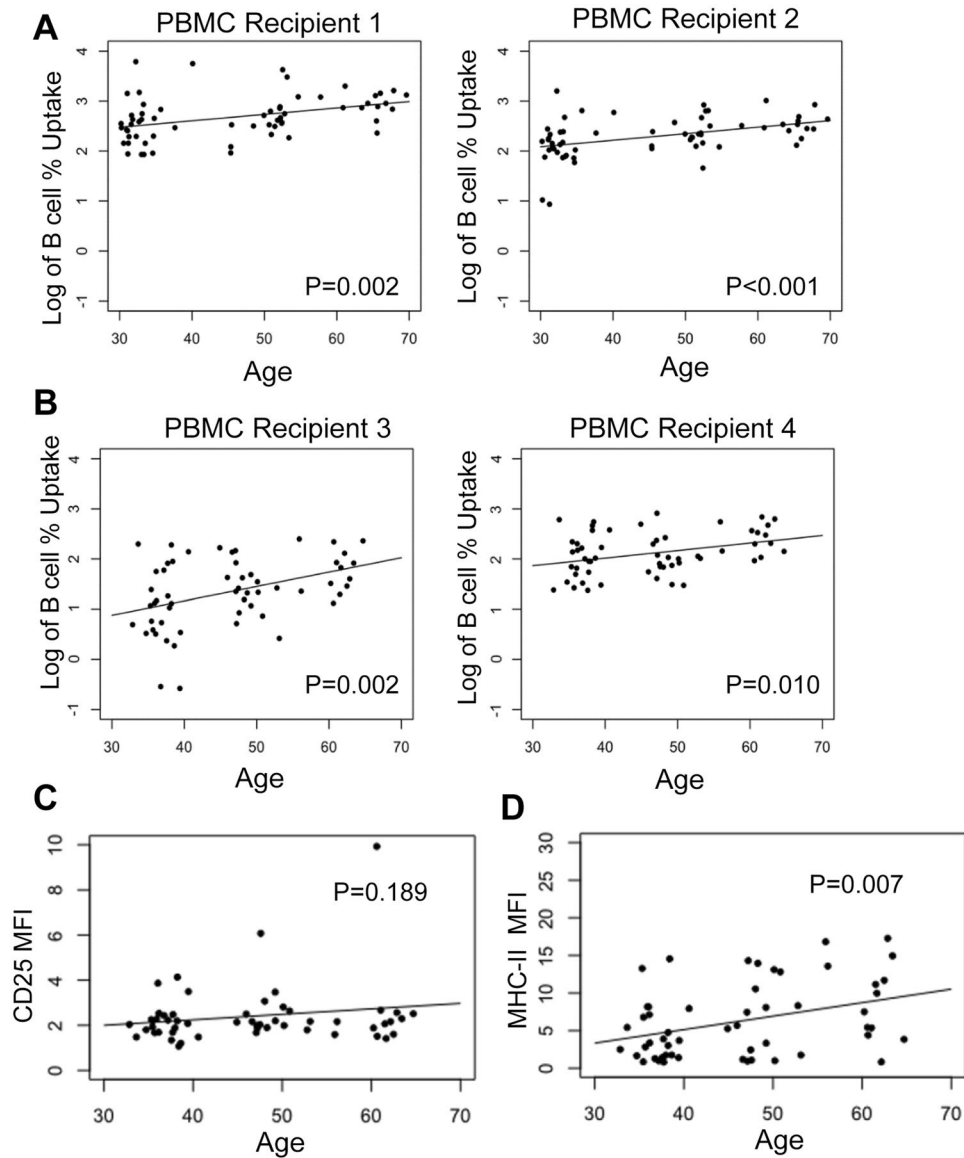 A
PBMC Recipient 1
PBMC Recipient 2
Log of B cell % Uptake
4
3
2
1
0
-1
P=0.002
30 40 50 60 70
Age
Log of B cell % Uptake
4
3
2
1
0
-1
P<0.001
30 40 50 60 70
Age
B
PBMC Recipient 3
PBMC Recipient 4
Log of B cell % Uptake
4
3
2
1
0
-1
P=0.002
30 40 50 60 70
Age
Log of B cell % Uptake
4
3
2
1
0
-1
P=0.010
30 40 50 60 70
Age
C
CD25 MFI
10
8
6
4
2
0
P=0.189
30 40 50 60 70
Age
D
MHC-II MFI
30
25
20
15
10
5
0
P=0.007
30 40 50 60 70
Age